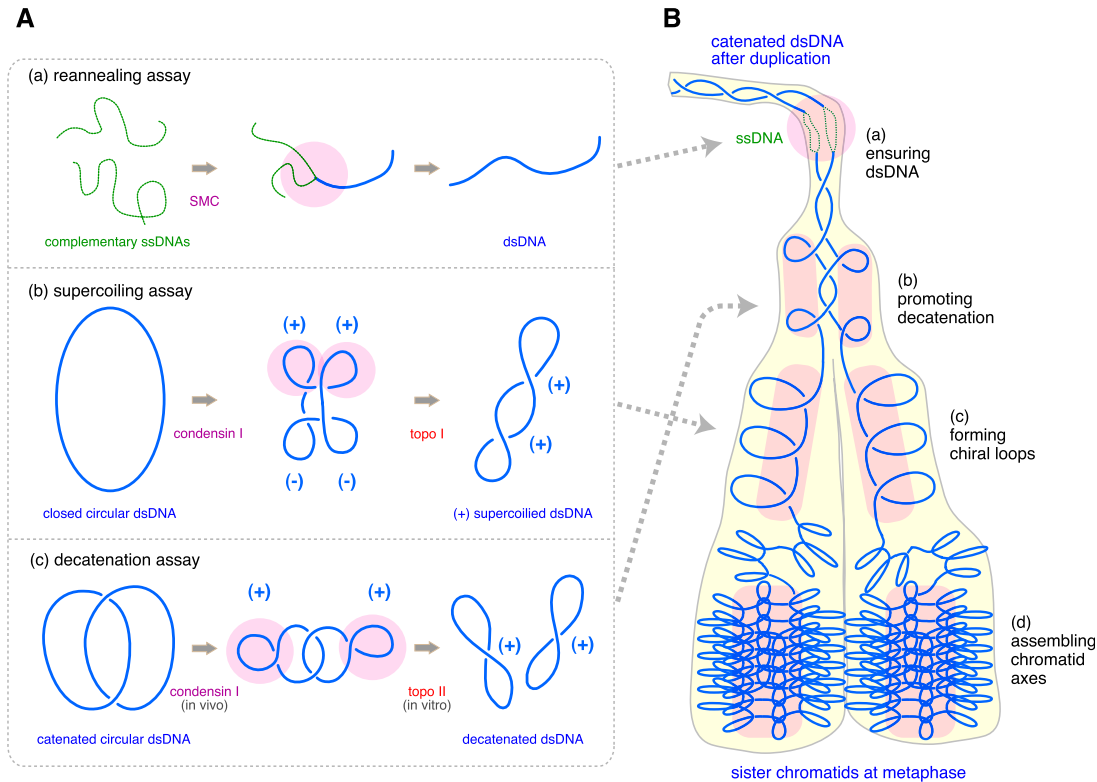 A
(a) reannealing assay
SMC
complementary ssDNAs
dsDNA
(b) supercoiling assay
(+)
(+)
condensin I
topo I
(+)
(+)
(-)
(-)
closed circular dsDNA
(+) supercoilied dsDNA
(c) decatenation assay
(+)
(+)
(+)
(+)
condensin I
(in vivo)
topo II
(in vitro)
catenated circular dsDNA
decatenated dsDNA
B
catenated dsDNA
after duplication
ssDNA
(a)
ensuring
dsDNA
(b)
promoting
decatenation
(c)
forming
chiral loops
(d)
assembling
chromatid
axes
sister chromatids at metaphase